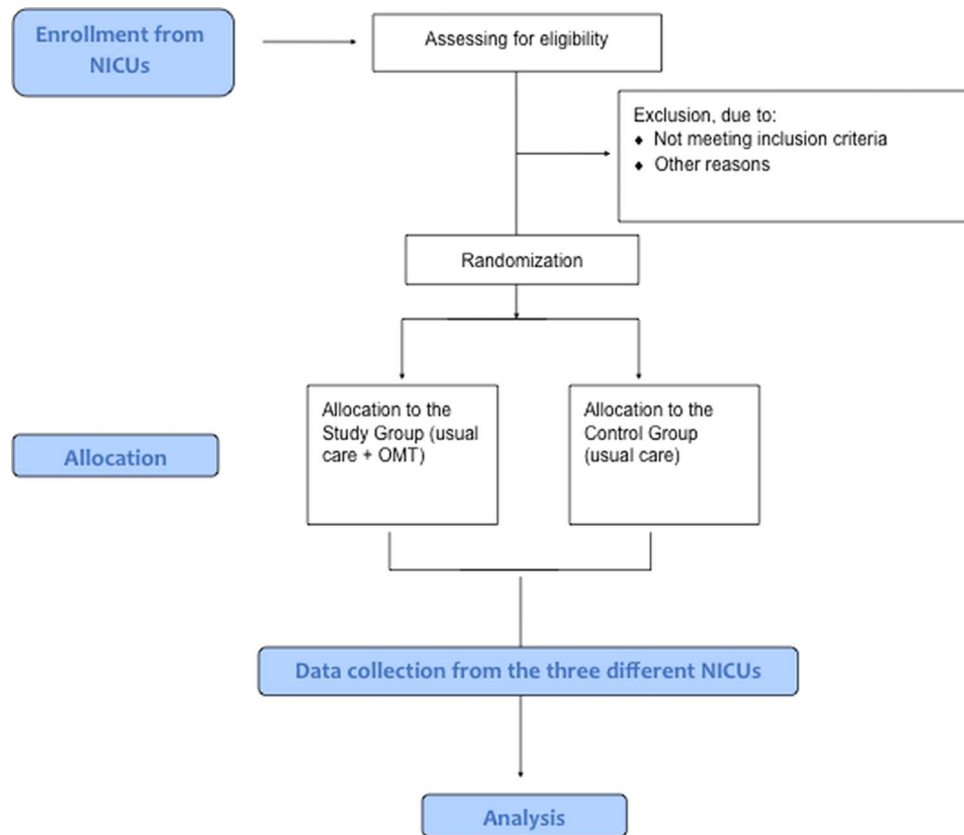 Enrollment from
NICUs
Assessing for eligibility
Exclusion, due to:
♦ Not meeting inclusion criteria
♦ Other reasons
Randomization
Allocation to the
Study Group (usual
care + OMT)
Allocation to the
Control Group
(usual care)
Allocation
Data collection from the three different NICUs
Analysis